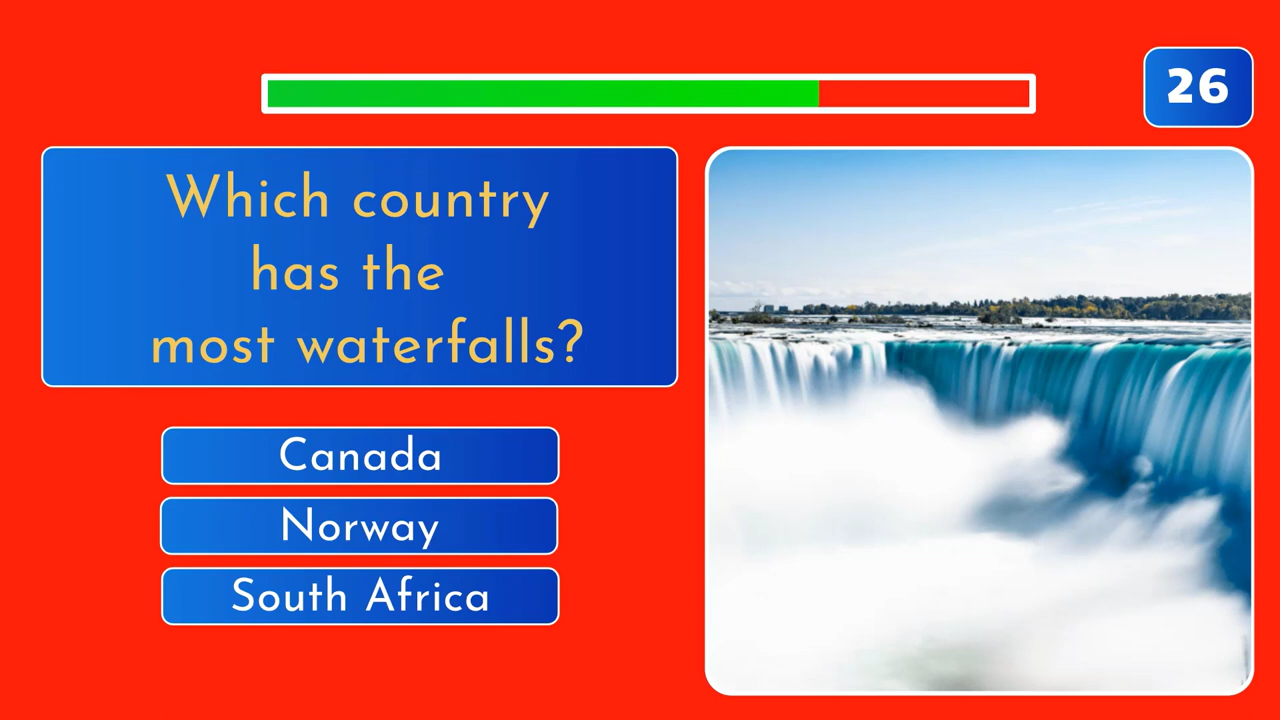 26
Which country
has the
most waterfalls?
Canada
Norway
South Africa